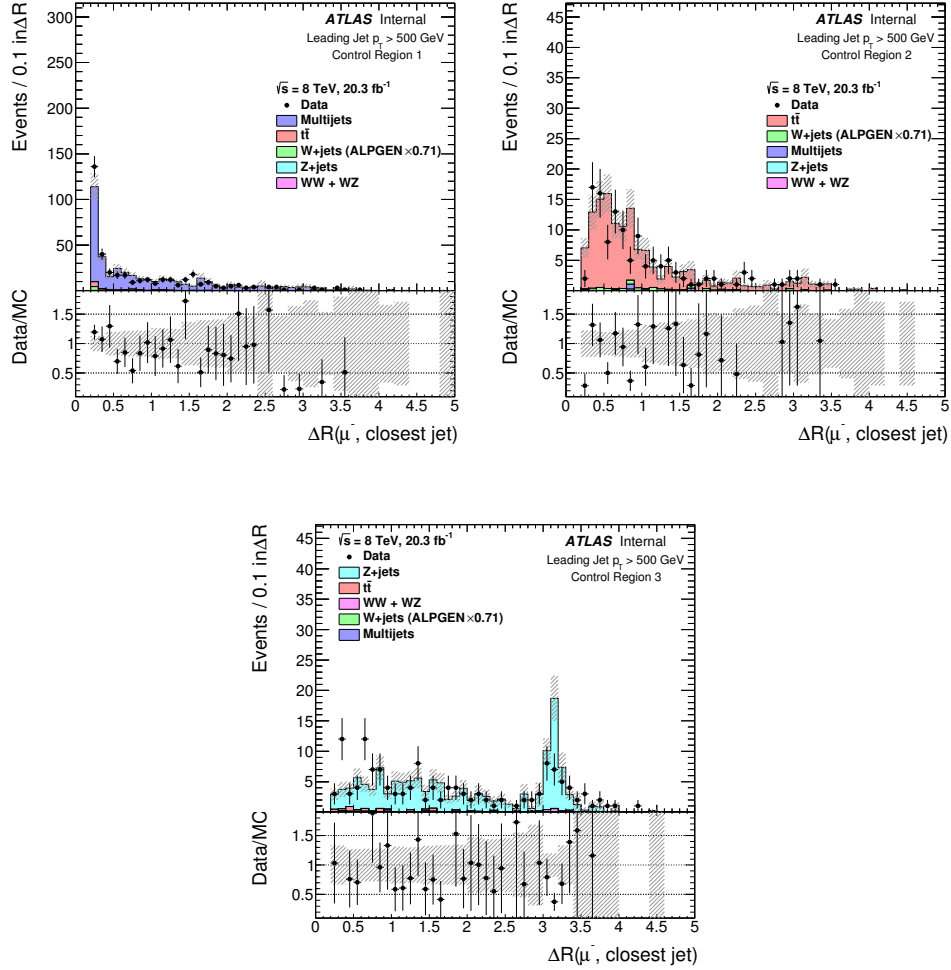 Events / 0.1 in ΔR
300
250
200
150
100
50
ATLAS Internal
Leading Jet p_T > 500 GeV
Control Region 1
√s = 8 TeV, 20.3 fb⁻¹
Data
Multijets
tt̄
W+jets (ALPGEN×0.71)
Z+jets
WW + WZ
Data/MC
1.5
1
0.5
0 0.5 1 1.5 2 2.5 3 3.5 4 4.5 5
ΔR(μ⁻, closest jet)
Events / 0.1 in ΔR
45
40
35
30
25
20
15
10
5
ATLAS Internal
Leading Jet p_T > 500 GeV
Control Region 2
√s = 8 TeV, 20.3 fb⁻¹
Data
tt̄
W+jets (ALPGEN×0.71)
Multijets
Z+jets
WW + WZ
Data/MC
1.5
1
0.5
0 0.5 1 1.5 2 2.5 3 3.5 4 4.5 5
ΔR(μ⁻, closest jet)
Events / 0.1 in ΔR
45
40
35
30
25
20
15
10
5
√s = 8 TeV, 20.3 fb⁻¹
Data
Z+jets
tt̄
WW + WZ
W+jets (ALPGEN×0.71)
Multijets
ATLAS Internal
Leading Jet p_T > 500 GeV
Control Region 3
Data/MC
1.5
1
0.5
0 0.5 1 1.5 2 2.5 3 3.5 4 4.5 5
ΔR(μ⁻, closest jet)